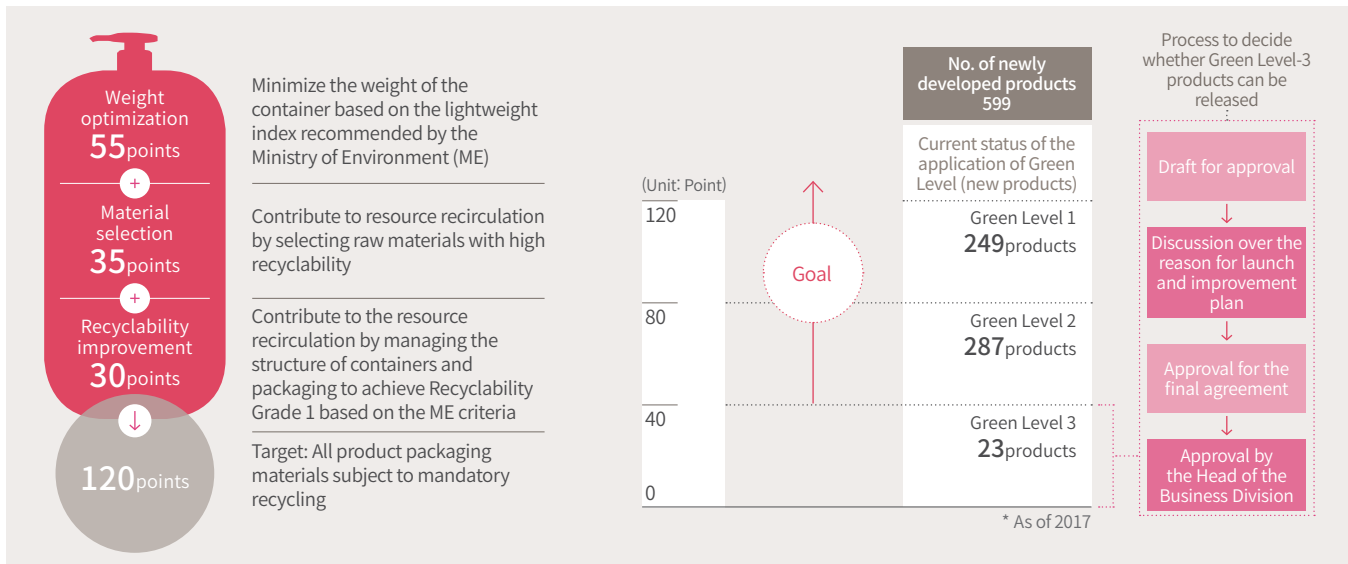 Weight
optimization
55points
+
Material
selection
35points
+
Recyclability
improvement
30points
↓
120points
Minimize the weight of the
container based on the lightweight
index recommended by the
Ministry of Environment (ME)
Contribute to resource recirculation
by selecting raw materials with high
recyclability
Contribute to the resource
recirculation by managing the
structure of containers and
packaging to achieve Recyclability
Grade 1 based on the ME criteria
Target: All product packaging
materials subject to mandatory
recycling
(Unit: Point)
120
80
40
0
Goal
No. of newly
developed products
599
Current status of the
application of Green
Level (new products)
Green Level 1
249products
Green Level 2
287products
Green Level 3
23products
* As of 2017
Process to decide
whether Green Level-3
products can be
released
Draft for approval
Discussion over the
reason for launch
and improvement
plan
Approval for the
final agreement
Approval by
the Head of the
Business Division